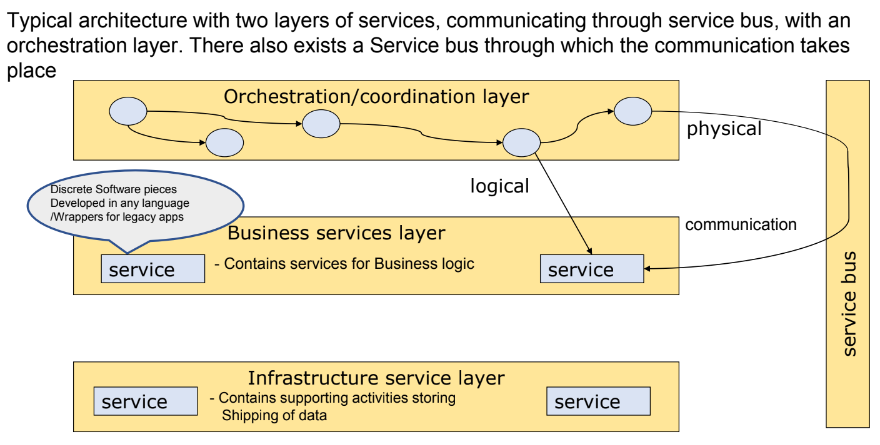 Typical architecture with two layers of services, communicating through service bus, with an
orchestration layer. There also exists a Service bus through which the communication takes
place
Orchestration/coordination layer
physical
logical
Discrete Software pieces
Developed in any language
/Wrappers for legacy apps
communication
Business services layer
service
- Contains services for Business logic
service
service bus
Infrastructure service layer
service
- Contains supporting activities storing
Shipping of data
service